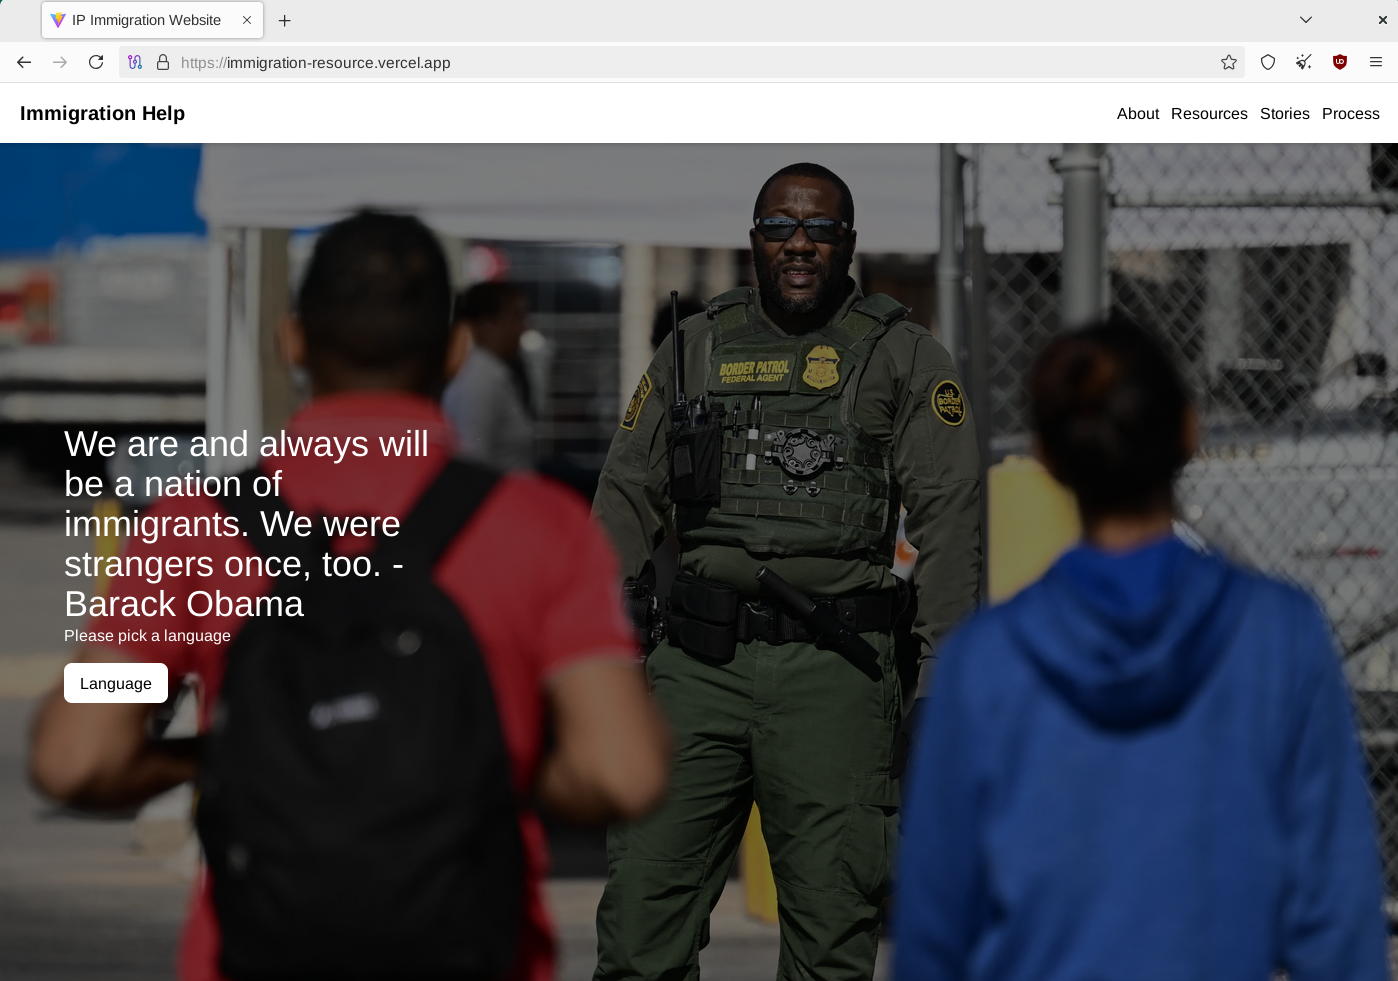 IP Immigration Website
https://immigration-resource.vercel.app
Immigration Help
About Resources Stories Process
BORDER PATROL
FEDERAL AGENT
U.S.
BORDER
PATROL
We are and always will
be a nation of
immigrants. We were
strangers once, too. -
Barack Obama
Please pick a language
Language